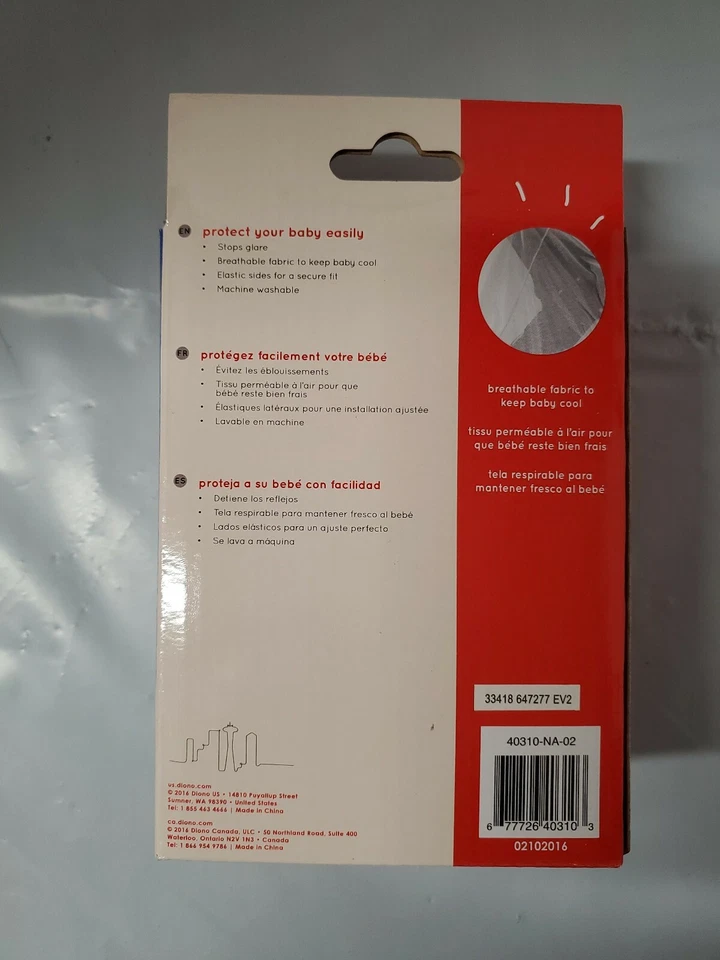 EN protect your baby easily
• Stops glare
• Breathable fabric to keep baby cool
• Elastic sides for a secure fit
• Machine washable
FR protégez facilement votre bébé
• Évitez les éblouissements
• Tissu perméable à l'air pour que
bébé reste bien frais
• Élastiques latéraux pour une installation ajustée
• Lavable en machine
ES proteja a su bebé con facilidad
• Detiene los reflejos
• Tela respirable para mantener fresco al bebé
• Lados elásticos para un ajuste perfecto
• Se lava a máquina
us.diono.com
© 2016 Diono US • 14810 Puyallup Street
Sumner, WA 98390 • United States
Tel: 1 855 463 4666 | Made in China
ca.diono.com
© 2016 Diono Canada, ULC • 50 Northland Road, Suite 400
Waterloo, Ontario N2V 1N3 • Canada
Tel: 1 866 954 9786 | Made in China
breathable fabric to
keep baby cool
tissu perméable à l'air pour
que bébé reste bien frais
tela respirable para
mantener fresco al bebé
33418 647277 EV2
40310-NA-02
6 77726 40310 3
02102016